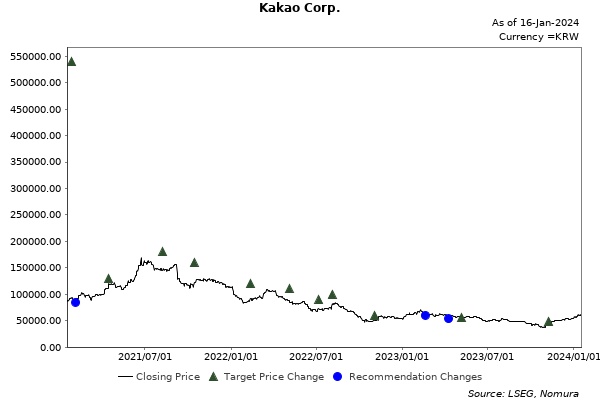 Kakao Corp.
As of 16-Jan-2024
Currency =KRW
550000.00
500000.00
450000.00
400000.00
350000.00
300000.00
250000.00
200000.00
150000.00
100000.00
50000.00
0.00
2021/07/01 2022/01/01 2022/07/01 2023/01/01 2023/07/01 2024/01/01
Closing Price Target Price Change Recommendation Changes
Source: LSEG, Nomura